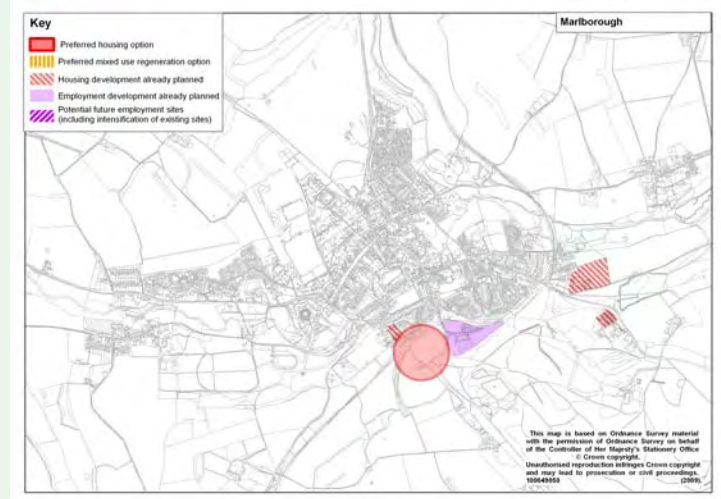 Key
Preferred housing option
Preferred mixed use regeneration option
Housing development already planned
Employment development already planned
Potential future employment sites
(including intensification of existing sites)
Marlborough
This map is based on Ordnance Survey material
with the permission of Ordnance Survey on behalf
of the Controller of Her Majesty's Stationery Office
© Crown copyright.
Unauthorised reproduction infringes Crown copyright
and may lead to prosecution or civil proceedings.
100049050 (2009)